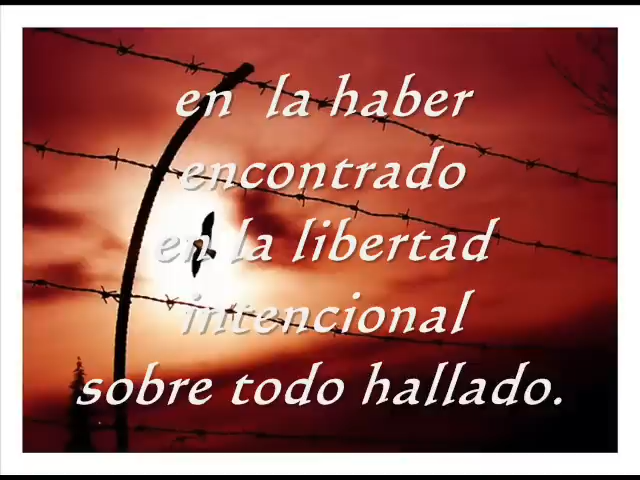 en la haber
encontrado
en la libertad
intencional
sobre todo hallado.